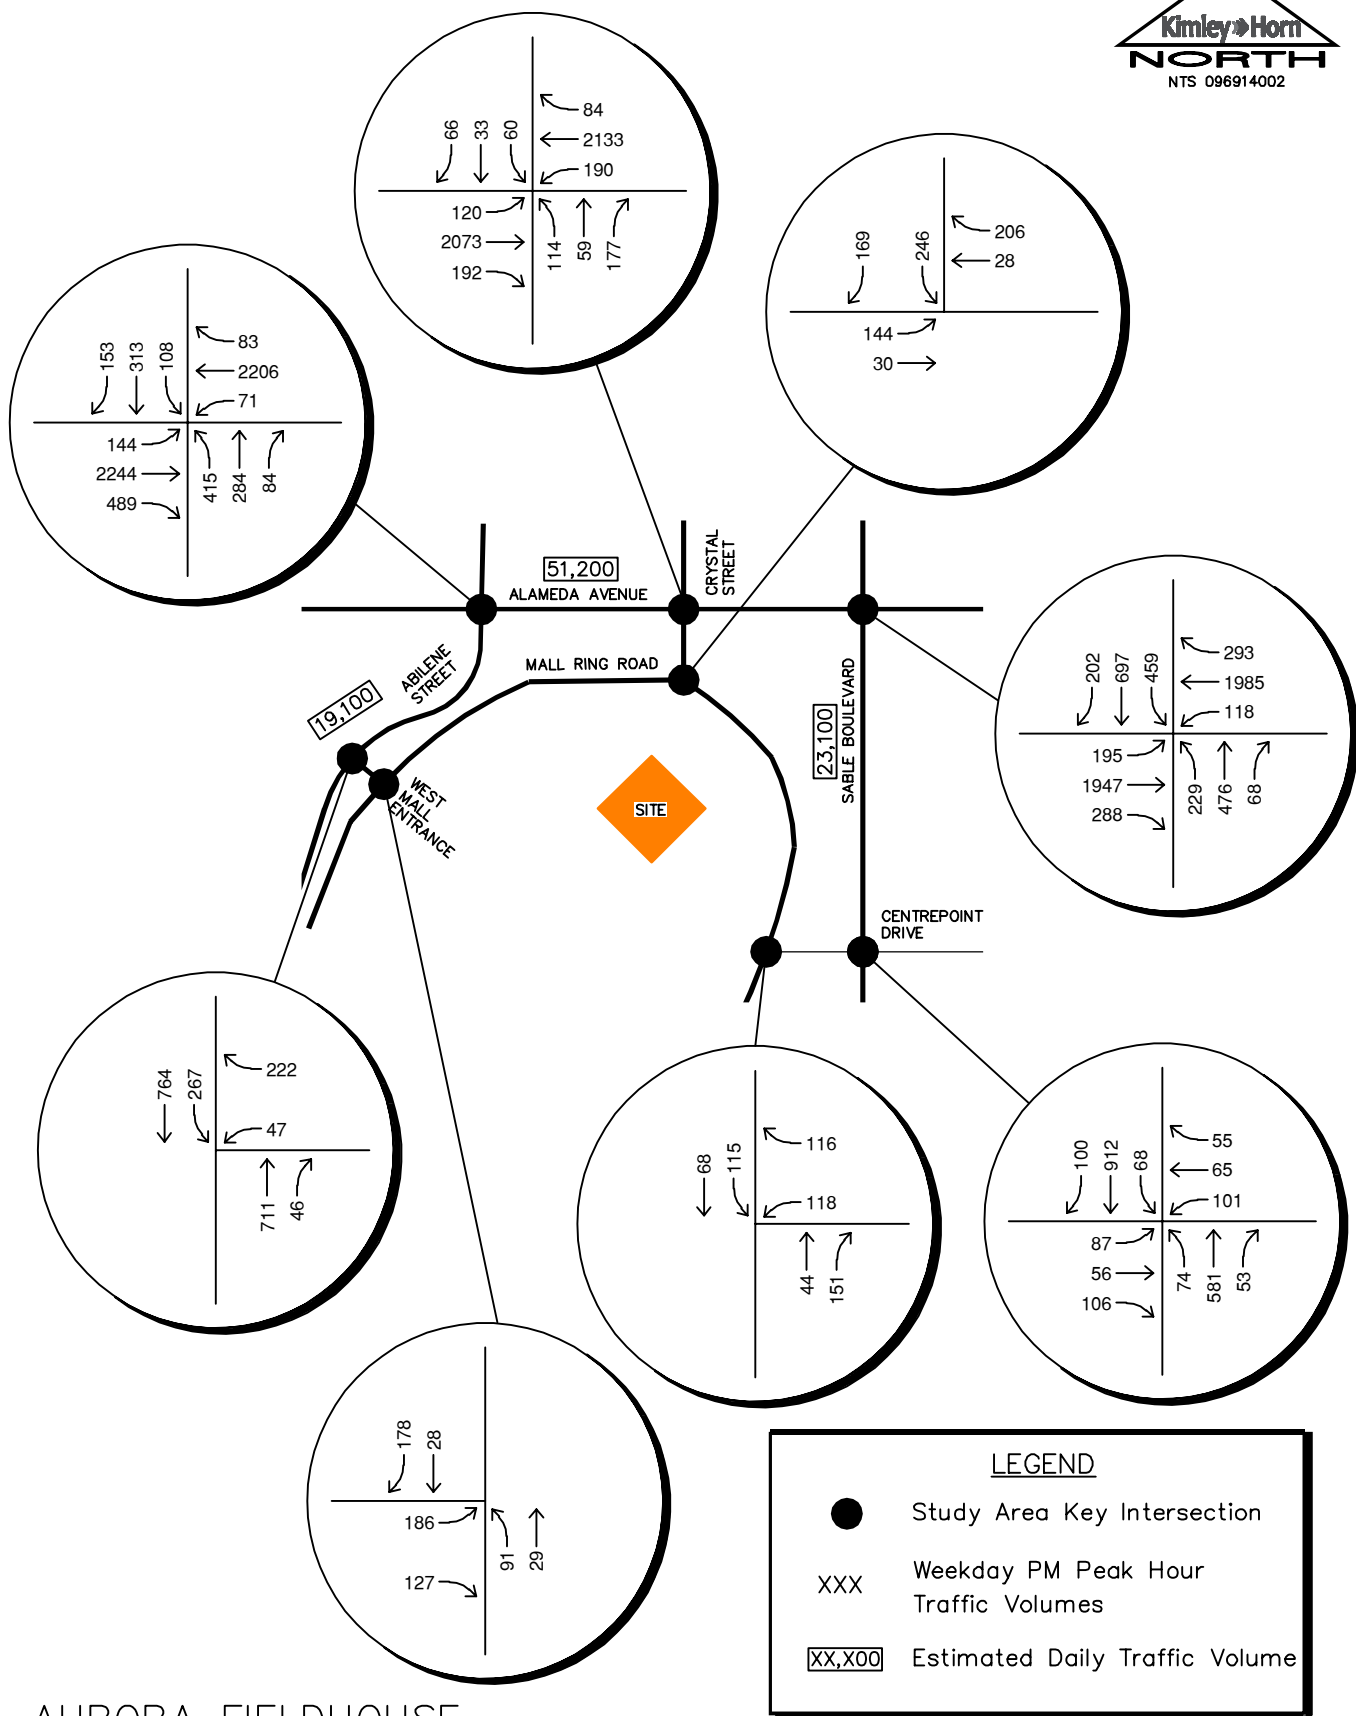 Kimley»Horn
NORTH
NTS 096914002
66 33 60
84
2133
190
120
2073
192
114 59 177
169 246
206
28
144
30
153 313 108
83
2206
71
144
2244
489
415 284 84
51,200
ALAMEDA AVENUE
CRYSTAL
STREET
MALL RING ROAD
ABILENE
STREET
19,100
WEST
MALL
ENTRANCE
SITE
23,100
SABLE BOULEVARD
CENTREPOINT
DRIVE
202 697 459
293
1985
118
195
1947
288
229 476 68
764 267
222
47
711 46
68 115
116
118
44 151
100 912 68
55
65
101
87
56
106
74 581 53
178 28
186
127
91 29
LEGEND
Study Area Key Intersection
XXX Weekday PM Peak Hour
Traffic Volumes
XX,X00 Estimated Daily Traffic Volume
AURORA FIELDHOUSE